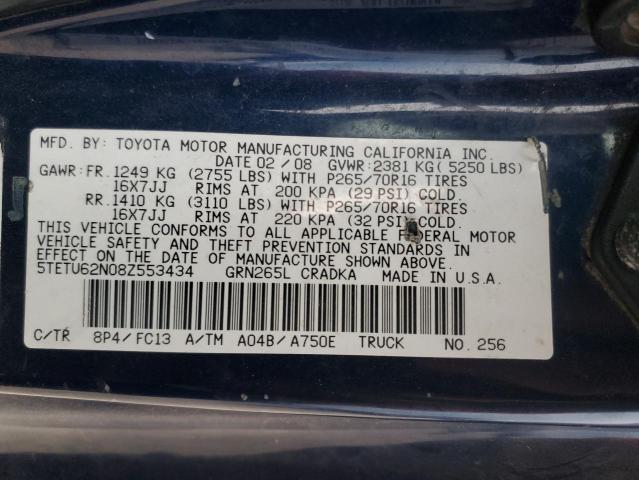 MFD. BY: TOYOTA MOTOR MANUFACTURING CALIFORNIA INC.
DATE 02/08 GVWR:2381 KG(5250 LBS)
GAWR:FR.1249 KG (2755 LBS) WITH P265/70R16 TIRES
16X7JJ RIMS AT 200 KPA (29 PSI) COLD.
RR.1410 KG (3110 LBS) WITH P265/70R16 TIRES
16X7JJ RIMS AT 220 KPA (32 PSI) COLD.
THIS VEHICLE CONFORMS TO ALL APPLICABLE FEDERAL MOTOR
VEHICLE SAFETY AND THEFT PREVENTION STANDARDS IN
EFFECT ON THE DATE OF MANUFACTURE SHOWN ABOVE.
5TETU62N08Z553434 GRN265L CRADKA MADE IN U.S.A.
C/TR 8P4/FC13 A/TM A04B/A750E TRUCK NO.256